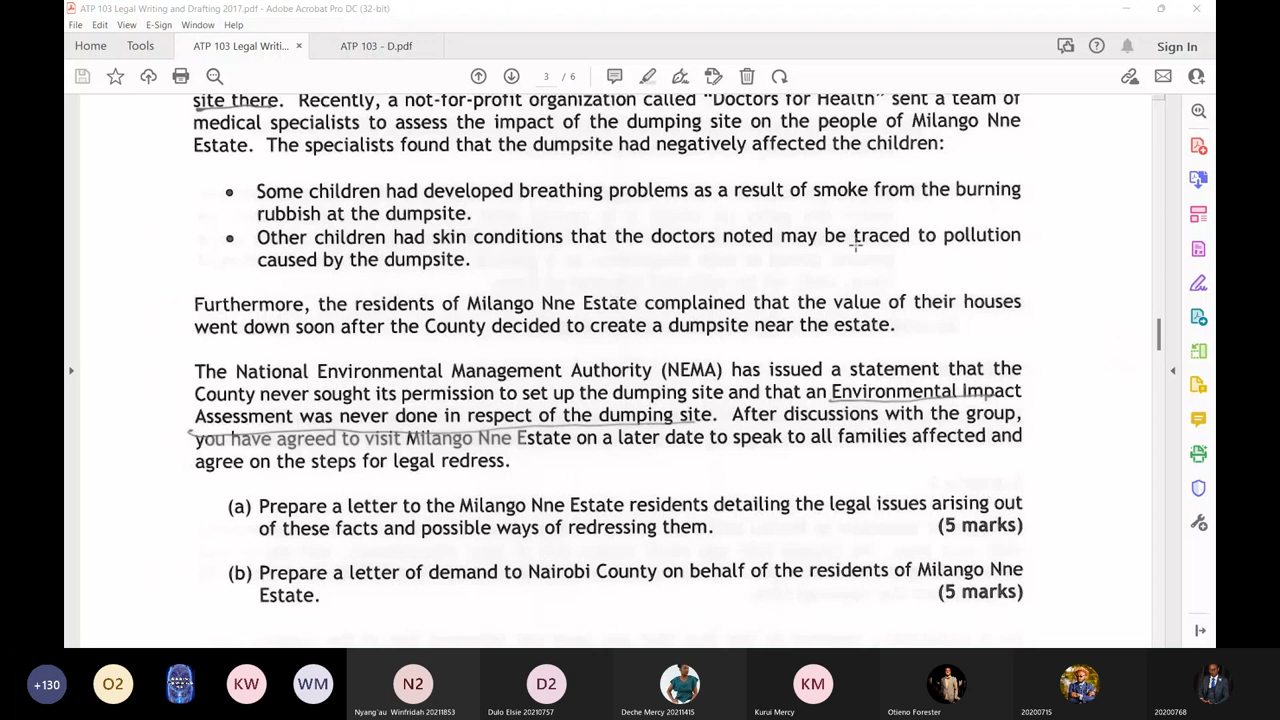 ATP 103 Legal Writing and Drafting 2017.pdf - Adobe Acrobat Pro DC (32-bit)
File Edit View E-Sign Window Help
Home Tools ATP 103 Legal Writi... × ATP 103 - D.pdf Sign In
3 / 6
site there. Recently, a not-for-profit organization called "Doctors for Health" sent a team of
medical specialists to assess the impact of the dumping site on the people of Milango Nne
Estate. The specialists found that the dumpsite had negatively affected the children:
• Some children had developed breathing problems as a result of smoke from the burning
rubbish at the dumpsite.
• Other children had skin conditions that the doctors noted may be traced to pollution
caused by the dumpsite.
Furthermore, the residents of Milango Nne Estate complained that the value of their houses
went down soon after the County decided to create a dumpsite near the estate.
The National Environmental Management Authority (NEMA) has issued a statement that the
County never sought its permission to set up the dumping site and that an Environmental Impact
Assessment was never done in respect of the dumping site. After discussions with the group,
you have agreed to visit Milango Nne Estate on a later date to speak to all families affected and
agree on the steps for legal redress.
(a) Prepare a letter to the Milango Nne Estate residents detailing the legal issues arising out
of these facts and possible ways of redressing them. (5 marks)
(b) Prepare a letter of demand to Nairobi County on behalf of the residents of Milango Nne
Estate. (5 marks)
+130 O2 KW WM N2 D2 KM
Nyang'au Winfridah 20211853 Dulo Elsie 20210757 Deche Mercy 20211415 Kurui Mercy Otieno Forester 20200715 20200768